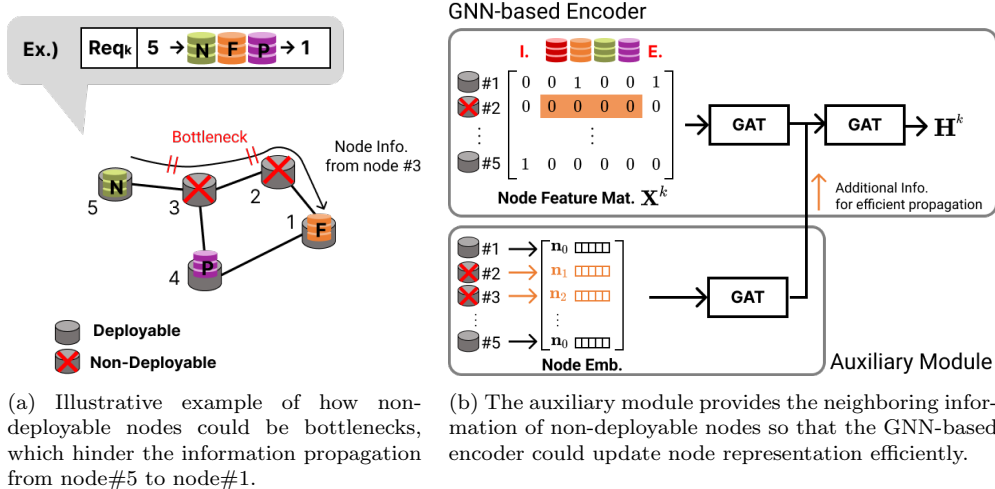 Ex.) Reqk 5 → N F P → 1
Bottleneck
Node Info.
from node #3
N
5
3
2
1
F
4
P
Deployable
Non-Deployable
(a) Illustrative example of how non-
deployable nodes could be bottlenecks,
which hinder the information propagation
from node#5 to node#1.
GNN-based Encoder
I. E.
#1 0 0 1 0 0 1
#2 0 0 0 0 0 0
⋮ ⋮
#5 1 0 0 0 0 0
Node Feature Mat. X^k
GAT
GAT
H^k
Additional Info.
for efficient propagation
#1 n_0
#2 n_1
#3 n_2
⋮ ⋮
#5 n_0
Node Emb.
GAT
Auxiliary Module
(b) The auxiliary module provides the neighboring infor-
mation of non-deployable nodes so that the GNN-based
encoder could update node representation efficiently.